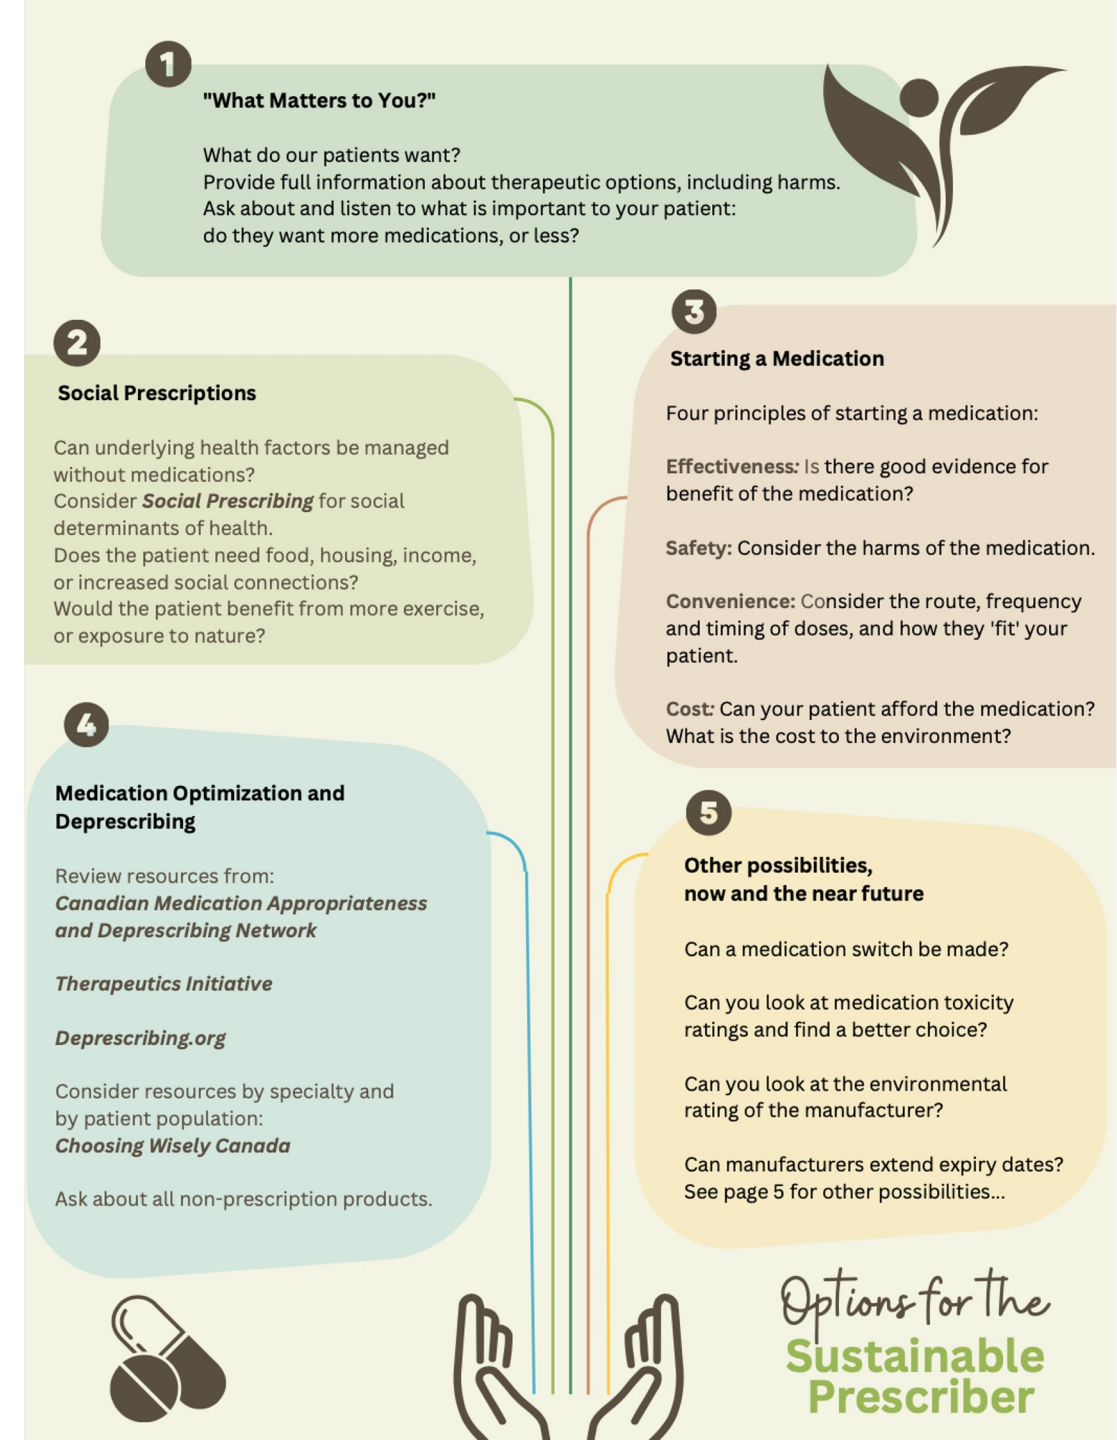 1
"What Matters to You?"
What do our patients want?
Provide full information about therapeutic options, including harms.
Ask about and listen to what is important to your patient:
do they want more medications, or less?
2
Social Prescriptions
Can underlying health factors be managed
without medications?
Consider Social Prescribing for social
determinants of health.
Does the patient need food, housing, income,
or increased social connections?
Would the patient benefit from more exercise,
or exposure to nature?
3
Starting a Medication
Four principles of starting a medication:
Effectiveness: Is there good evidence for
benefit of the medication?
Safety: Consider the harms of the medication.
Convenience: Consider the route, frequency
and timing of doses, and how they 'fit' your
patient.
Cost: Can your patient afford the medication?
What is the cost to the environment?
4
Medication Optimization and
Deprescribing
Review resources from:
Canadian Medication Appropriateness
and Deprescribing Network
Therapeutics Initiative
Deprescribing.org
Consider resources by specialty and
by patient population:
Choosing Wisely Canada
Ask about all non-prescription products.
5
Other possibilities,
now and the near future
Can a medication switch be made?
Can you look at medication toxicity
ratings and find a better choice?
Can you look at the environmental
rating of the manufacturer?
Can manufacturers extend expiry dates?
See page 5 for other possibilities...
Options for the
Sustainable
Prescriber